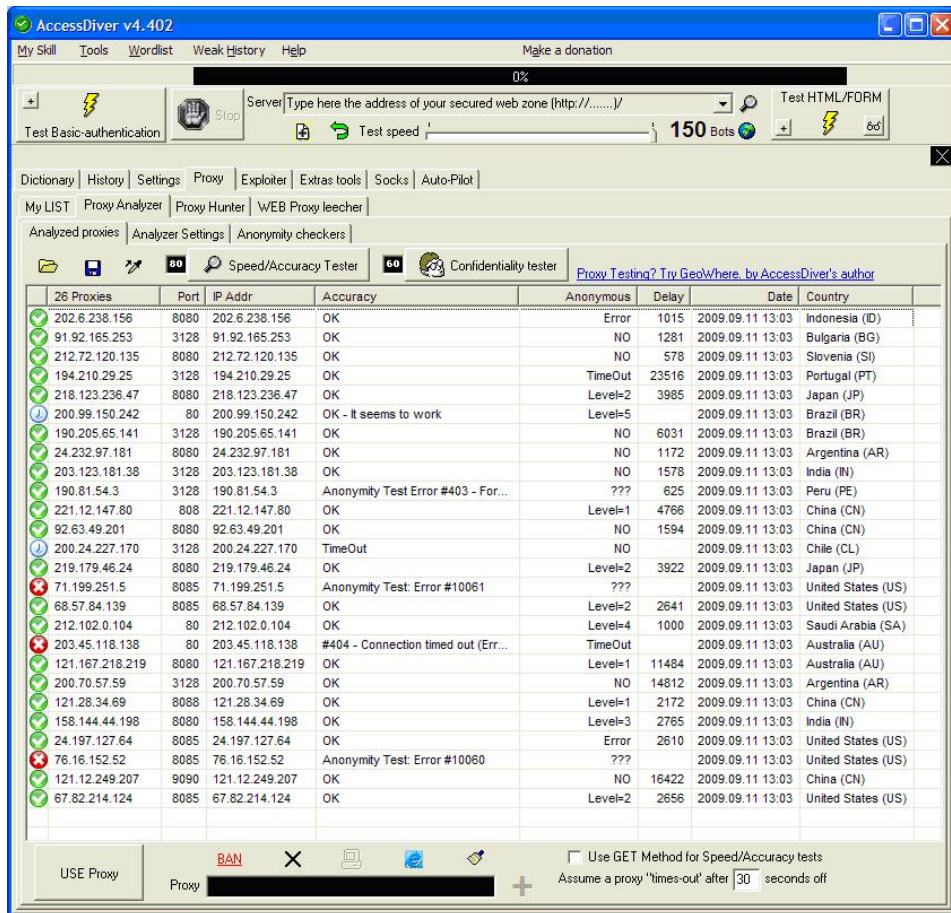 AccessDiver v4.402
My Skill Tools Wordlist Weak History Help Make a donation
0%
+ Test Basic-authentication
Stop
Server Type here the address of your secured web zone (http://.......)/
Test speed 150 Bots
Test HTML/FORM
+
Dictionary History Settings Proxy Exploiter Extras tools Socks Auto-Pilot
My LIST Proxy Analyzer Proxy Hunter WEB Proxy leecher
Analyzed proxies Analyzer Settings Anonymity checkers
80 Speed/Accuracy Tester 60 Confidentiality tester Proxy Testing? Try GeoWhere, by AccessDiver's author
26 Proxies Port IP Addr Accuracy Anonymous Delay Date Country
202.6.238.156 8080 202.6.238.156 OK Error 1015 2009.09.11 13:03 Indonesia (ID)
91.92.165.253 3128 91.92.165.253 OK NO 1281 2009.09.11 13:03 Bulgaria (BG)
212.72.120.135 8080 212.72.120.135 OK NO 578 2009.09.11 13:03 Slovenia (SI)
194.210.29.25 3128 194.210.29.25 OK TimeOut 23516 2009.09.11 13:03 Portugal (PT)
218.123.236.47 8080 218.123.236.47 OK Level=2 3985 2009.09.11 13:03 Japan (JP)
200.99.150.242 80 200.99.150.242 OK - It seems to work Level=5 2009.09.11 13:03 Brazil (BR)
190.205.65.141 3128 190.205.65.141 OK NO 6031 2009.09.11 13:03 Brazil (BR)
24.232.97.181 8080 24.232.97.181 OK NO 1172 2009.09.11 13:03 Argentina (AR)
203.123.181.38 3128 203.123.181.38 OK NO 1578 2009.09.11 13:03 India (IN)
190.81.54.3 3128 190.81.54.3 Anonymity Test Error #403 - For... ??? 625 2009.09.11 13:03 Peru (PE)
221.12.147.80 808 221.12.147.80 OK Level=1 4766 2009.09.11 13:03 China (CN)
92.63.49.201 8080 92.63.49.201 OK NO 1594 2009.09.11 13:03 China (CN)
200.24.227.170 3128 200.24.227.170 TimeOut NO 2009.09.11 13:03 Chile (CL)
219.179.46.24 8080 219.179.46.24 OK Level=2 3922 2009.09.11 13:03 Japan (JP)
71.199.251.5 8085 71.199.251.5 Anonymity Test: Error #10061 ??? 2009.09.11 13:03 United States (US)
68.57.84.139 8085 68.57.84.139 OK Level=2 2641 2009.09.11 13:03 United States (US)
212.102.0.104 80 212.102.0.104 OK Level=4 1000 2009.09.11 13:03 Saudi Arabia (SA)
203.45.118.138 80 203.45.118.138 #404 - Connection timed out (Err... TimeOut 2009.09.11 13:03 Australia (AU)
121.167.218.219 8080 121.167.218.219 OK Level=1 11484 2009.09.11 13:03 Australia (AU)
200.70.57.59 3128 200.70.57.59 OK NO 14812 2009.09.11 13:03 Argentina (AR)
121.28.34.69 8088 121.28.34.69 OK Level=1 2172 2009.09.11 13:03 China (CN)
158.144.44.198 8080 158.144.44.198 OK Level=3 2765 2009.09.11 13:03 India (IN)
24.197.127.64 8085 24.197.127.64 OK Error 2610 2009.09.11 13:03 United States (US)
76.16.152.52 8085 76.16.152.52 Anonymity Test: Error #10060 ??? 2009.09.11 13:03 United States (US)
121.12.249.207 9090 121.12.249.207 OK NO 16422 2009.09.11 13:03 China (CN)
67.82.214.124 8085 67.82.214.124 OK Level=2 2656 2009.09.11 13:03 United States (US)
USE Proxy
BAN
Proxy
Use GET Method for Speed/Accuracy tests
Assume a proxy "times-out' after 30 seconds off